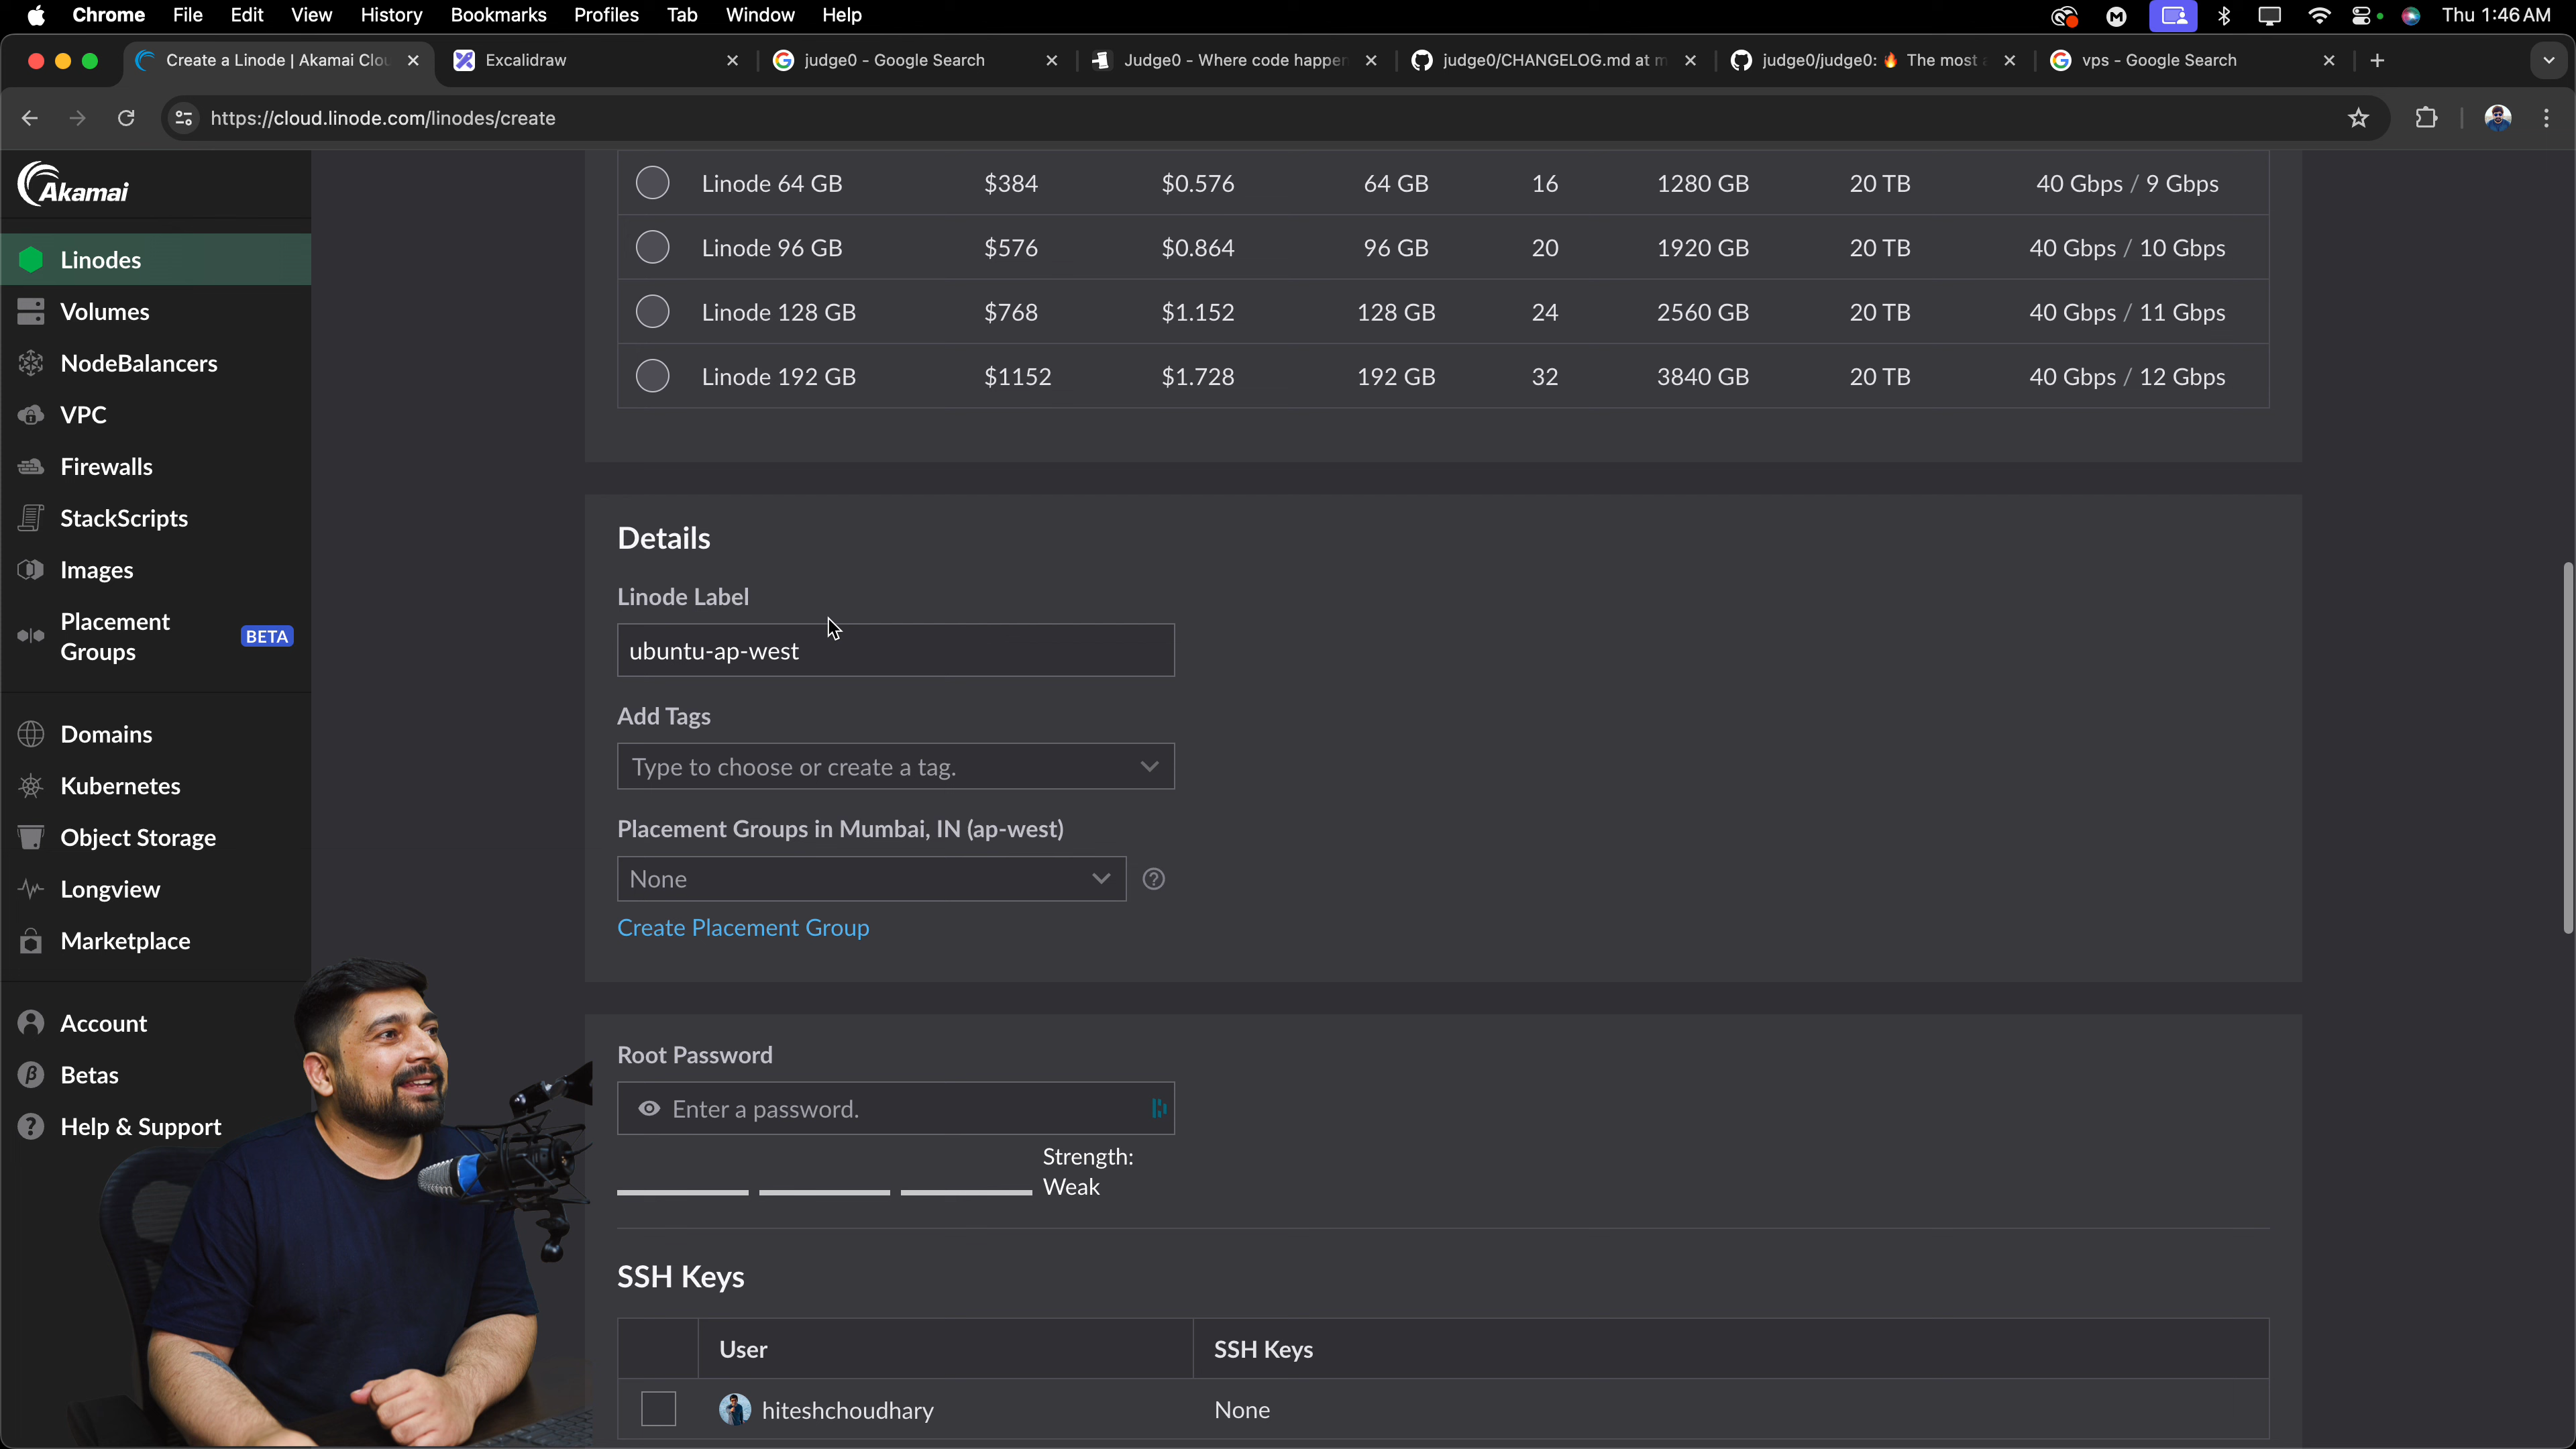 Chrome File Edit View History Bookmarks Profiles Tab Window Help Thu 1:46 AM
Create a Linode | Akamai Clou Excalidraw judge0 - Google Search Judge0 - Where code happen judge0/CHANGELOG.md at m judge0/judge0: 🔥 The most a vps - Google Search
https://cloud.linode.com/linodes/create
Akamai
Linodes
Volumes
NodeBalancers
VPC
Firewalls
StackScripts
Images
Placement
Groups BETA
Domains
Kubernetes
Object Storage
Longview
Marketplace
Account
Betas
Help & Support
Linode 64 GB $384 $0.576 64 GB 16 1280 GB 20 TB 40 Gbps / 9 Gbps
Linode 96 GB $576 $0.864 96 GB 20 1920 GB 20 TB 40 Gbps / 10 Gbps
Linode 128 GB $768 $1.152 128 GB 24 2560 GB 20 TB 40 Gbps / 11 Gbps
Linode 192 GB $1152 $1.728 192 GB 32 3840 GB 20 TB 40 Gbps / 12 Gbps
Details
Linode Label
ubuntu-ap-west
Add Tags
Type to choose or create a tag.
Placement Groups in Mumbai, IN (ap-west)
None
Create Placement Group
Root Password
Enter a password.
Strength:
Weak
SSH Keys
User SSH Keys
hiteshchoudhary None